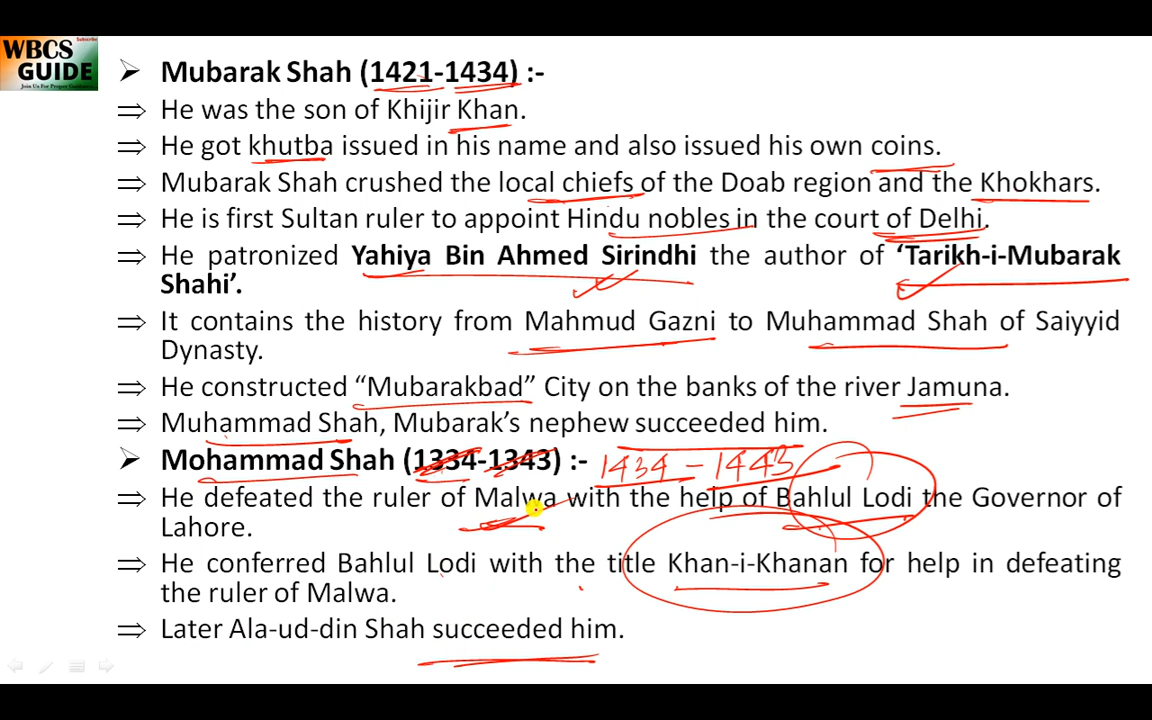 Subscribe
WBCS
GUIDE
➢ Mubarak Shah (1421-1434) :-
⇒ He was the son of Khijir Khan.
⇒ He got khutba issued in his name and also issued his own coins.
⇒ Mubarak Shah crushed the local chiefs of the Doab region and the Khokhars.
⇒ He is first Sultan ruler to appoint Hindu nobles in the court of Delhi.
⇒ He patronized Yahiya Bin Ahmed Sirindhi the author of ‘Tarikh-i-Mubarak
Shahi’.
⇒ It contains the history from Mahmud Gazni to Muhammad Shah of Saiyyid
Dynasty.
⇒ He constructed “Mubarakbad” City on the banks of the river Jamuna.
⇒ Muhammad Shah, Mubarak’s nephew succeeded him.
➢ Mohammad Shah (1334-1343) :- 1434 - 1443
⇒ He defeated the ruler of Malwa with the help of Bahlul Lodi the Governor of
Lahore.
⇒ He conferred Bahlul Lodi with the title Khan-i-Khanan for help in defeating
the ruler of Malwa.
⇒ Later Ala-ud-din Shah succeeded him.